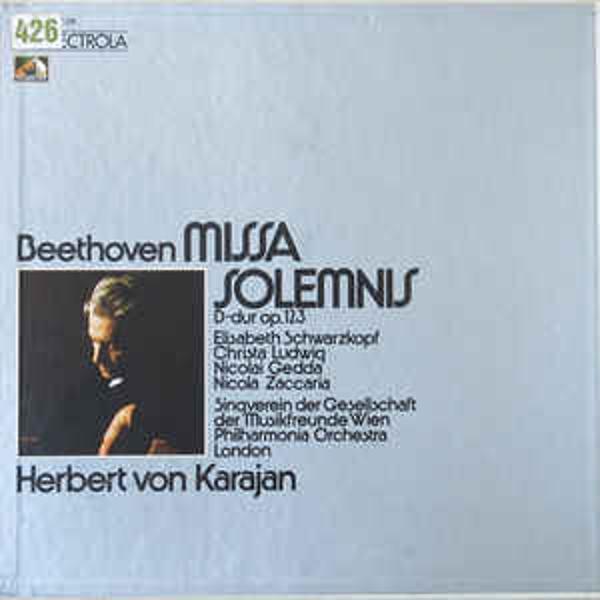 426
ECTROLA
Beethoven MISSA
SOLEMNIS
D-dur op.123
Elisabeth Schwarzkopf
Christa Ludwig
Nicolai Gedda
Nicola Zaccaria
Singverein der Gesellschaft
der Musikfreunde Wien
Philharmonia Orchestra
London
Herbert von Karajan